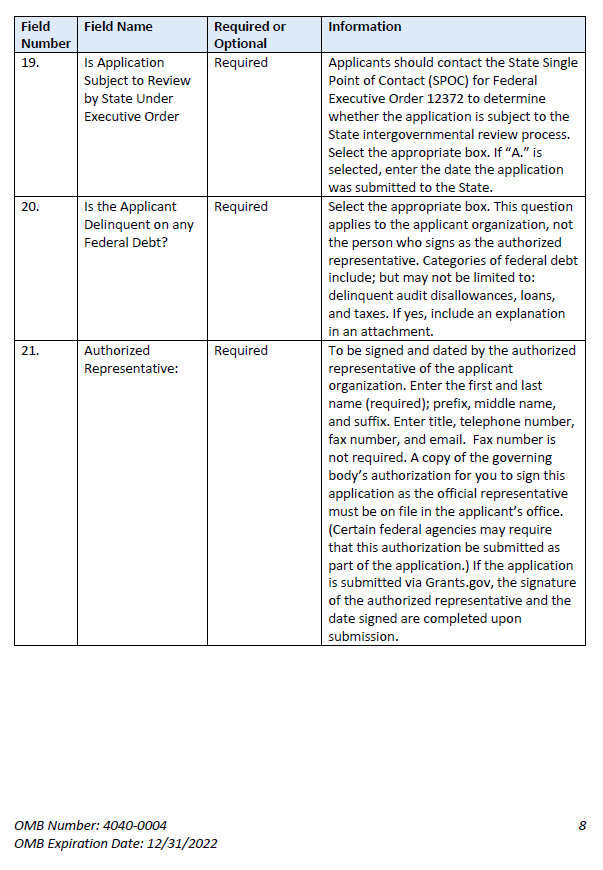 Field Number
Field Name
Required or Optional
Information
19.
Is Application
Subject to Review
by State Under
Executive Order
Required
Applicants should contact the State Single
Point of Contact (SPOC) for Federal
Executive Order 12372 to determine
whether the application is subject to the
State intergovernmental review process.
Select the appropriate box. If “A.” is
selected, enter the date the application
was submitted to the State.
20.
Is the Applicant
Delinquent on any
Federal Debt?
Required
Select the appropriate box. This question
applies to the applicant organization, not
the person who signs as the authorized
representative. Categories of federal debt
include; but may not be limited to:
delinquent audit disallowances, loans,
and taxes. If yes, include an explanation
in an attachment.
21.
Authorized
Representative:
Required
To be signed and dated by the authorized
representative of the applicant
organization. Enter the first and last
name (required); prefix, middle name,
and suffix. Enter title, telephone number,
fax number, and email.  Fax number is
not required. A copy of the governing
body’s authorization for you to sign this
application as the official representative
must be on file in the applicant’s office.
(Certain federal agencies may require
that this authorization be submitted as
part of the application.) If the application
is submitted via Grants.gov, the signature
of the authorized representative and the
date signed are completed upon
submission.
OMB Number: 4040-0004
8
OMB Expiration Date: 12/31/2022